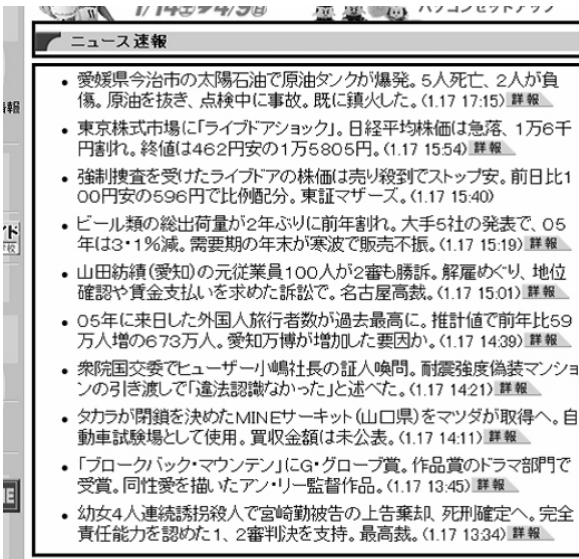 1/14㊏▶4/9㊐
パソコンセットアップ
ニュース速報
• 愛媛県今治市の太陽石油で原油タンクが爆発。5人死亡、2人が負
傷。原油を抜き、点検中に事故。既に鎮火した。(1.17 17:15) 詳報
• 東京株式市場に「ライブドアショック」。日経平均株価は急落、1万6千
円割れ。終値は462円安の1万5805円。(1.17 15:54) 詳報
• 強制捜査を受けたライブドアの株価は売り殺到でストップ安。前日比1
00円安の596円で比例配分。東証マザーズ。(1.17 15:40)
• ビール類の総出荷量が2年ぶりに前年割れ。大手5社の発表で、05
年は3・1%減。需要期の年末が寒波で販売不振。(1.17 15:19) 詳報
• 山田紡績(愛知)の元従業員100人が2審も勝訴。解雇めぐり、地位
確認や賃金支払いを求めた訴訟で。名古屋高裁。(1.17 15:01) 詳報
• 05年に来日した外国人旅行者数が過去最高に。推計値で前年比59
万人増の673万人。愛知万博が増加した要因か。(1.17 14:39) 詳報
• 衆院国交委でヒューザー小嶋社長の証人喚問。耐震強度偽装マンショ
ンの引き渡しで「違法認識なかった」と述べた。(1.17 14:21) 詳報
• タカラが閉鎖を決めたMINEサーキット(山口県)をマツダが取得へ。自
動車試験場として使用。買収金額は未公表。(1.17 14:11) 詳報
• 「ブロークバック・マウンテン」にG・グローブ賞。作品賞のドラマ部門で
受賞。同性愛を描いたアン・リー監督作品。(1.17 13:45) 詳報
• 幼女4人連続誘拐殺人で宮崎勤被告の上告棄却、死刑確定へ。完全
責任能力を認めた1、2審判決を支持。最高裁。(1.17 13:34) 詳報